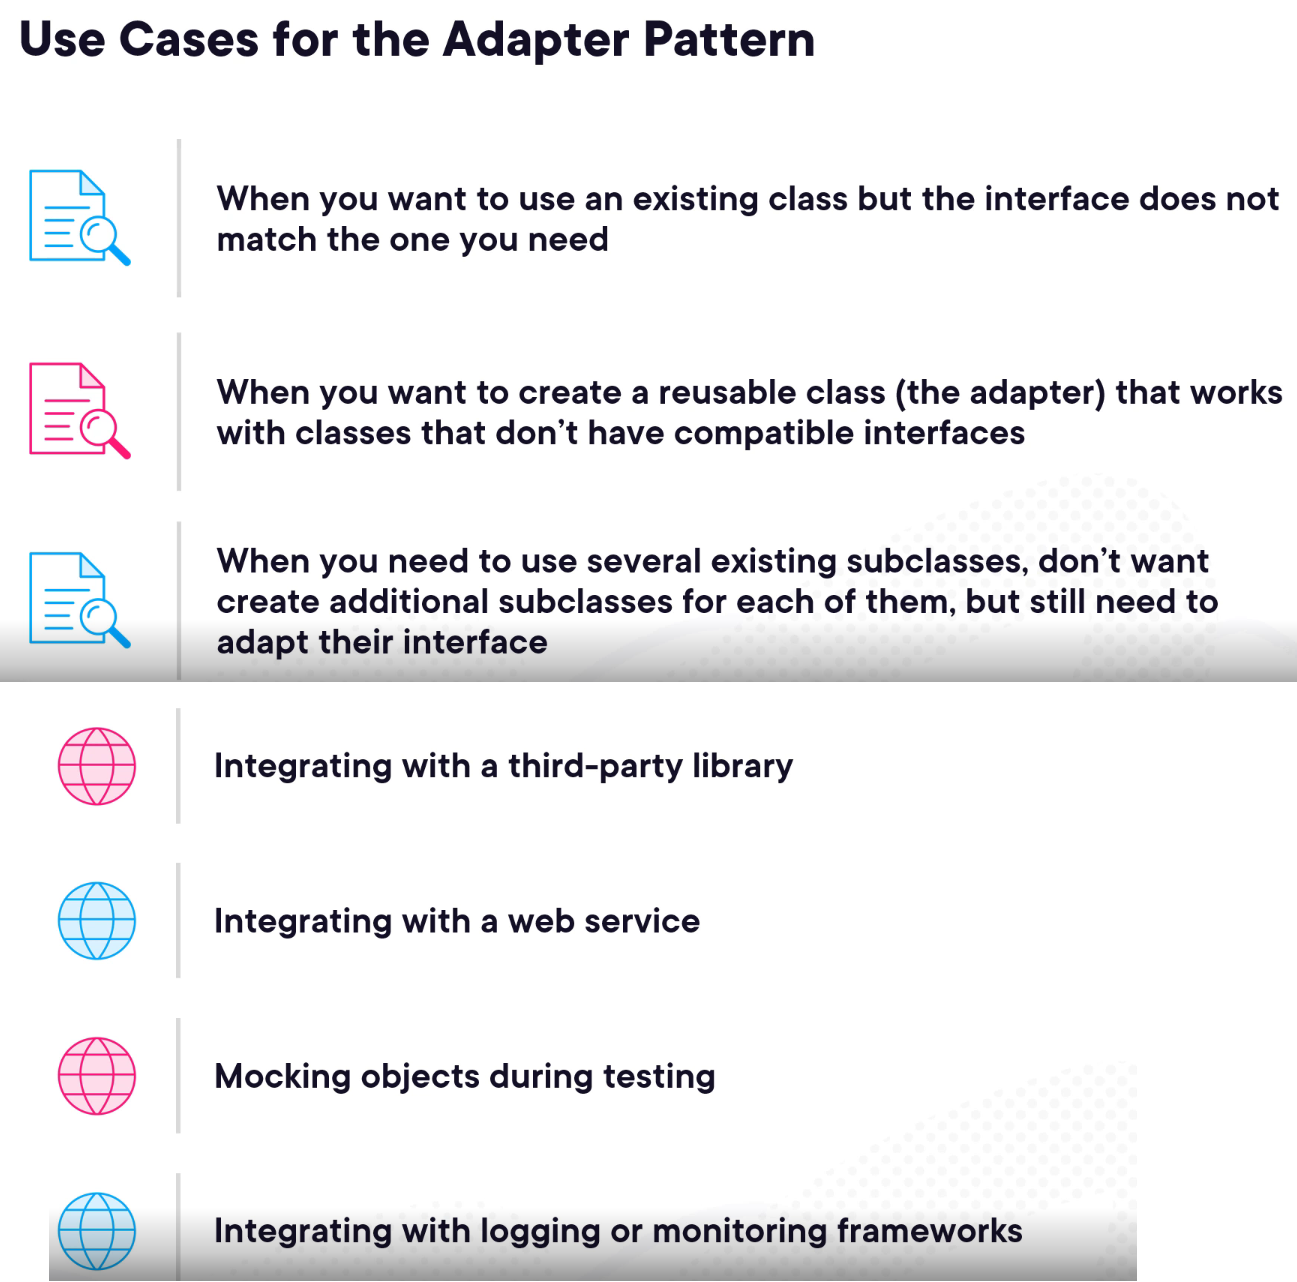 Use Cases for the Adapter Pattern
When you want to use an existing class but the interface does not
match the one you need
When you want to create a reusable class (the adapter) that works
with classes that don’t have compatible interfaces
When you need to use several existing subclasses, don’t want
create additional subclasses for each of them, but still need to
adapt their interface
Integrating with a third-party library
Integrating with a web service
Mocking objects during testing
Integrating with logging or monitoring frameworks